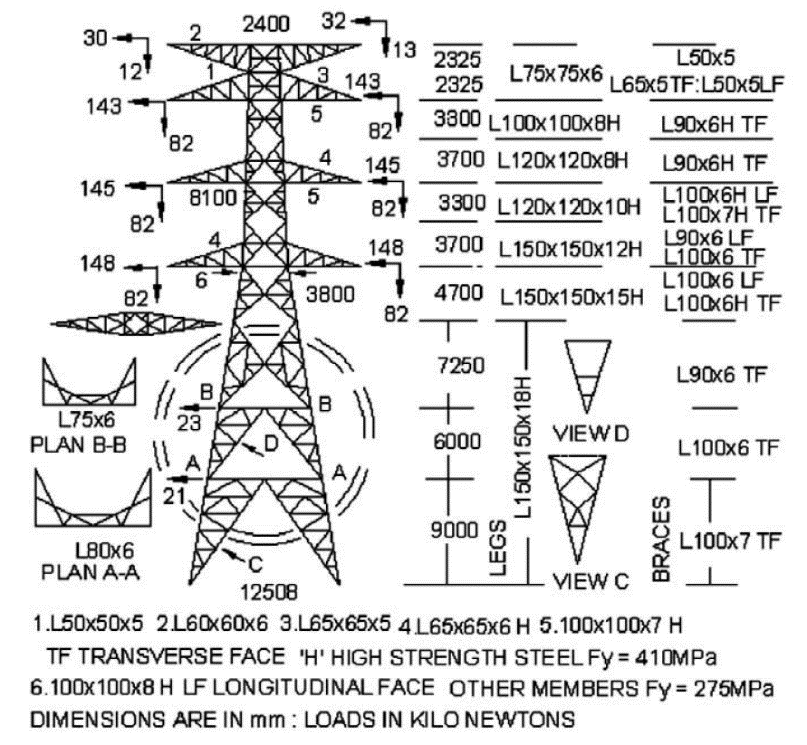 2400
32
30
2
13
12
1
3
143
143
5
82
82
4
145
145
8100
5
82
82
4
148
148
6
3800
82
82
B
B
23
L75x6
PLAN B-B
D
A
A
21
L80x6
PLAN A-A
C
12508
2325 L75x75x6 L50x5
2325 L65x5TF:L50x5LF
3300 L100x100x8H L90x6H TF
3700 L120x120x8H L90x6H TF
3300 L120x120x10H L100x6H LF
L100x7H TF
3700 L150x150x12H L90x6 LF
L100x6 TF
4700 L150x150x15H L100x6 LF
L100x6H TF
7250 L90x6 TF
L150x150x18H
VIEW D
6000 L100x6 TF
9000 L100x7 TF
LEGS
VIEW C
BRACES
1.L50x50x5 2.L60x60x6 3.L65x65x5 4.L65x65x6 H 5.100x100x7 H
TF TRANSVERSE FACE 'H' HIGH STRENGTH STEEL Fy = 410MPa
6.100x100x8 H LF LONGITUDINAL FACE OTHER MEMBERS Fy = 275MPa
DIMENSIONS ARE IN mm : LOADS IN KILO NEWTONS